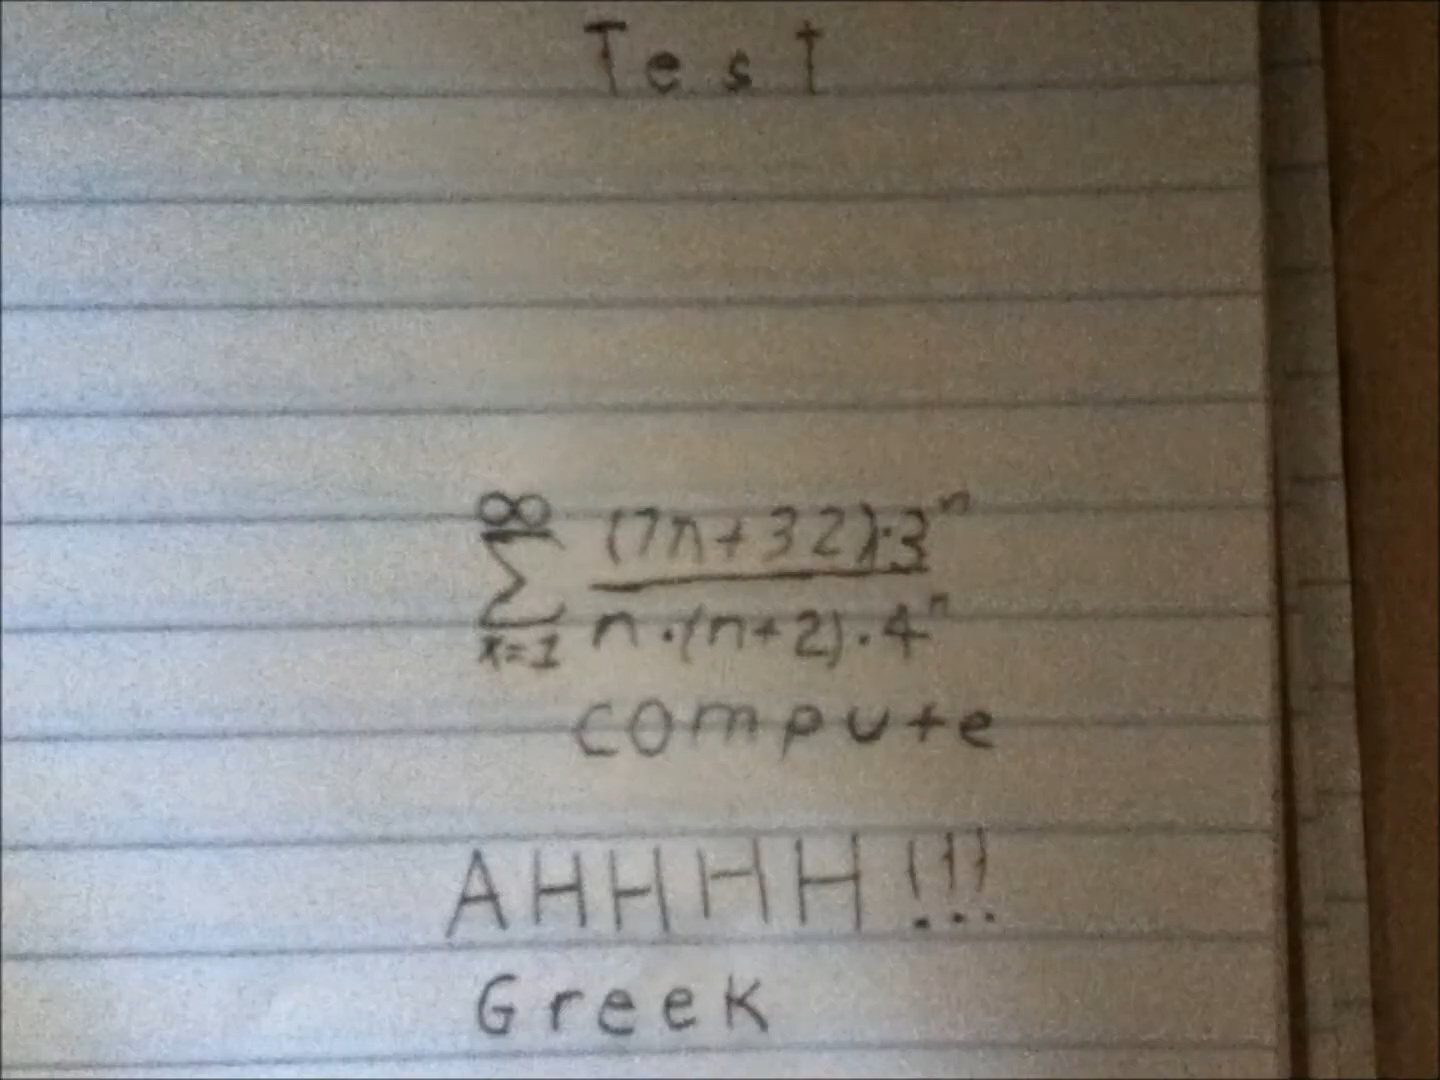 Test
∞
∑ (7n+32)·3ⁿ
n·(n+2)·4ⁿ
x=1
compute
AHHHH!!!
Greek